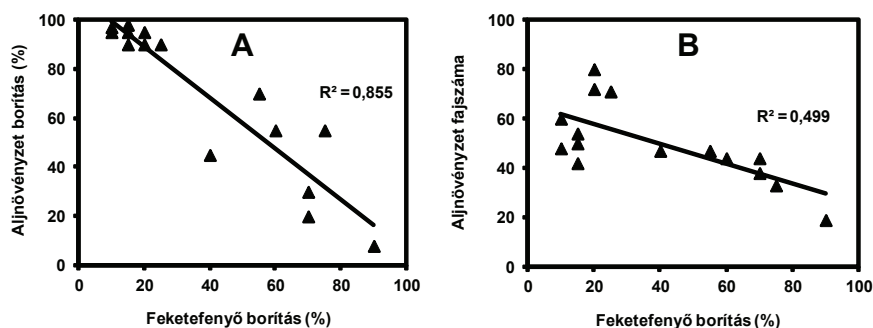 A
R² = 0,855
Aljnövényzet borítás (%)
100
80
60
40
20
0
0 20 40 60 80 100
Feketefenyő borítás (%)
B
R² = 0,499
Aljnövényzet fajszáma
100
80
60
40
20
0
0 20 40 60 80 100
Feketefenyő borítás (%)